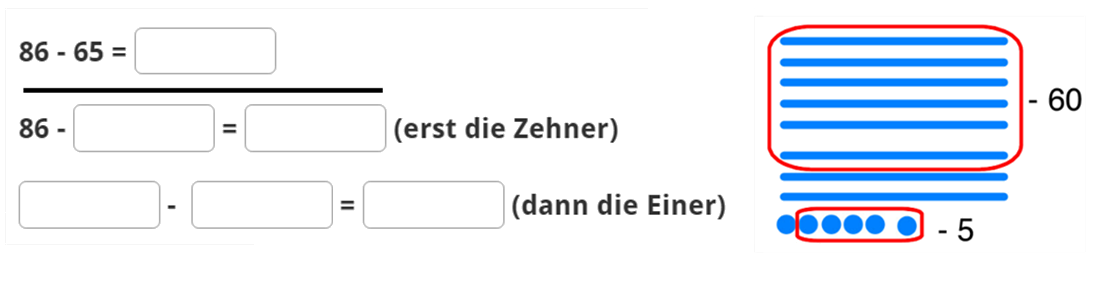 86 - 65 =
86 - = (erst die Zehner)
- = (dann die Einer)
- 60
- 5